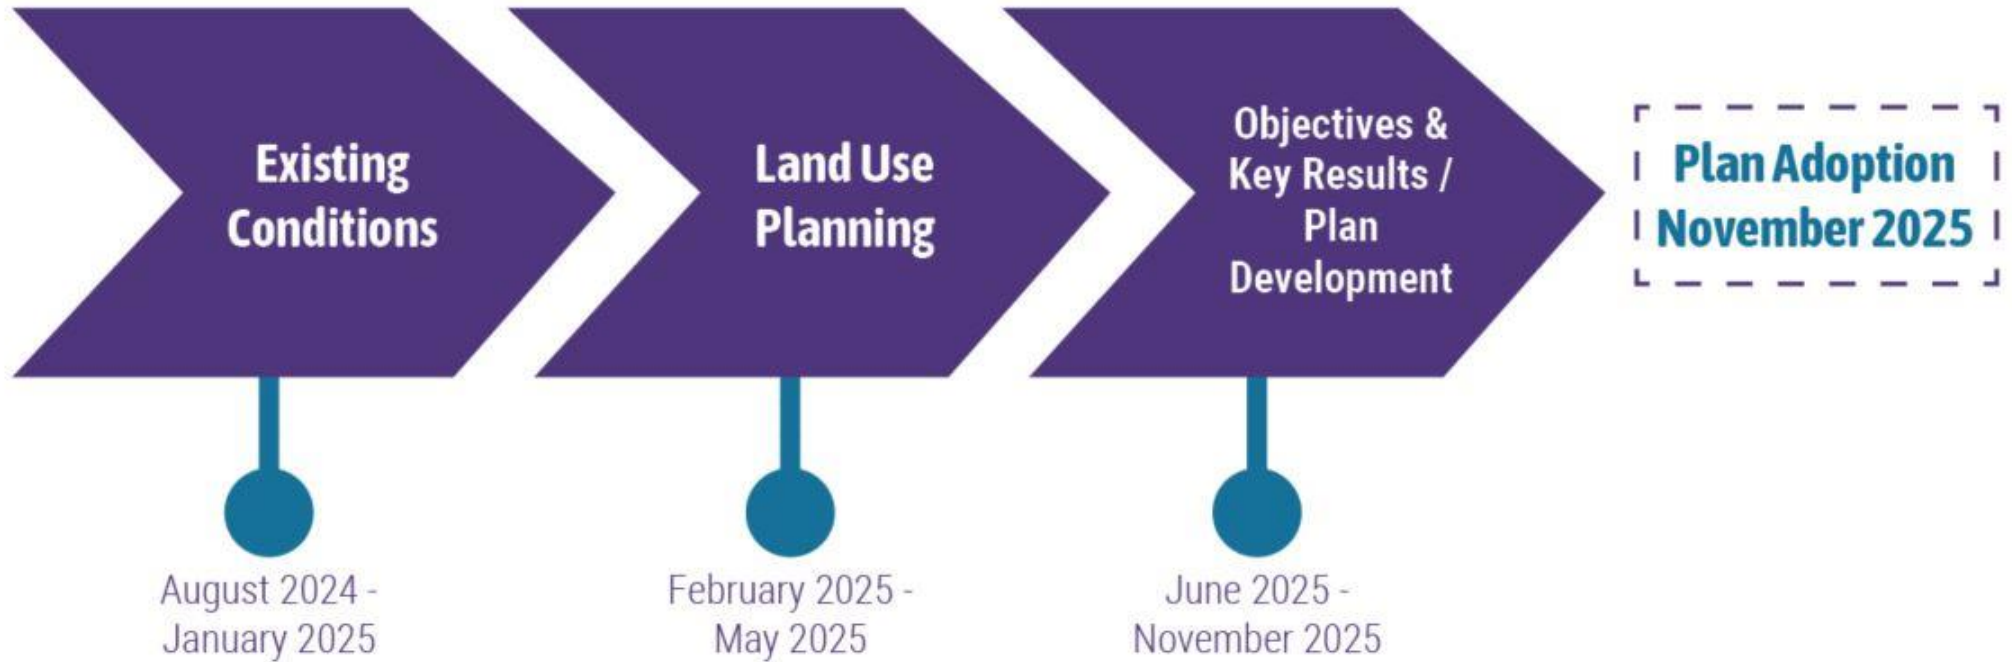 Existing
Conditions
Land Use
Planning
Objectives &
Key Results /
Plan
Development
Plan Adoption
November 2025
August 2024 -
January 2025
February 2025 -
May 2025
June 2025 -
November 2025